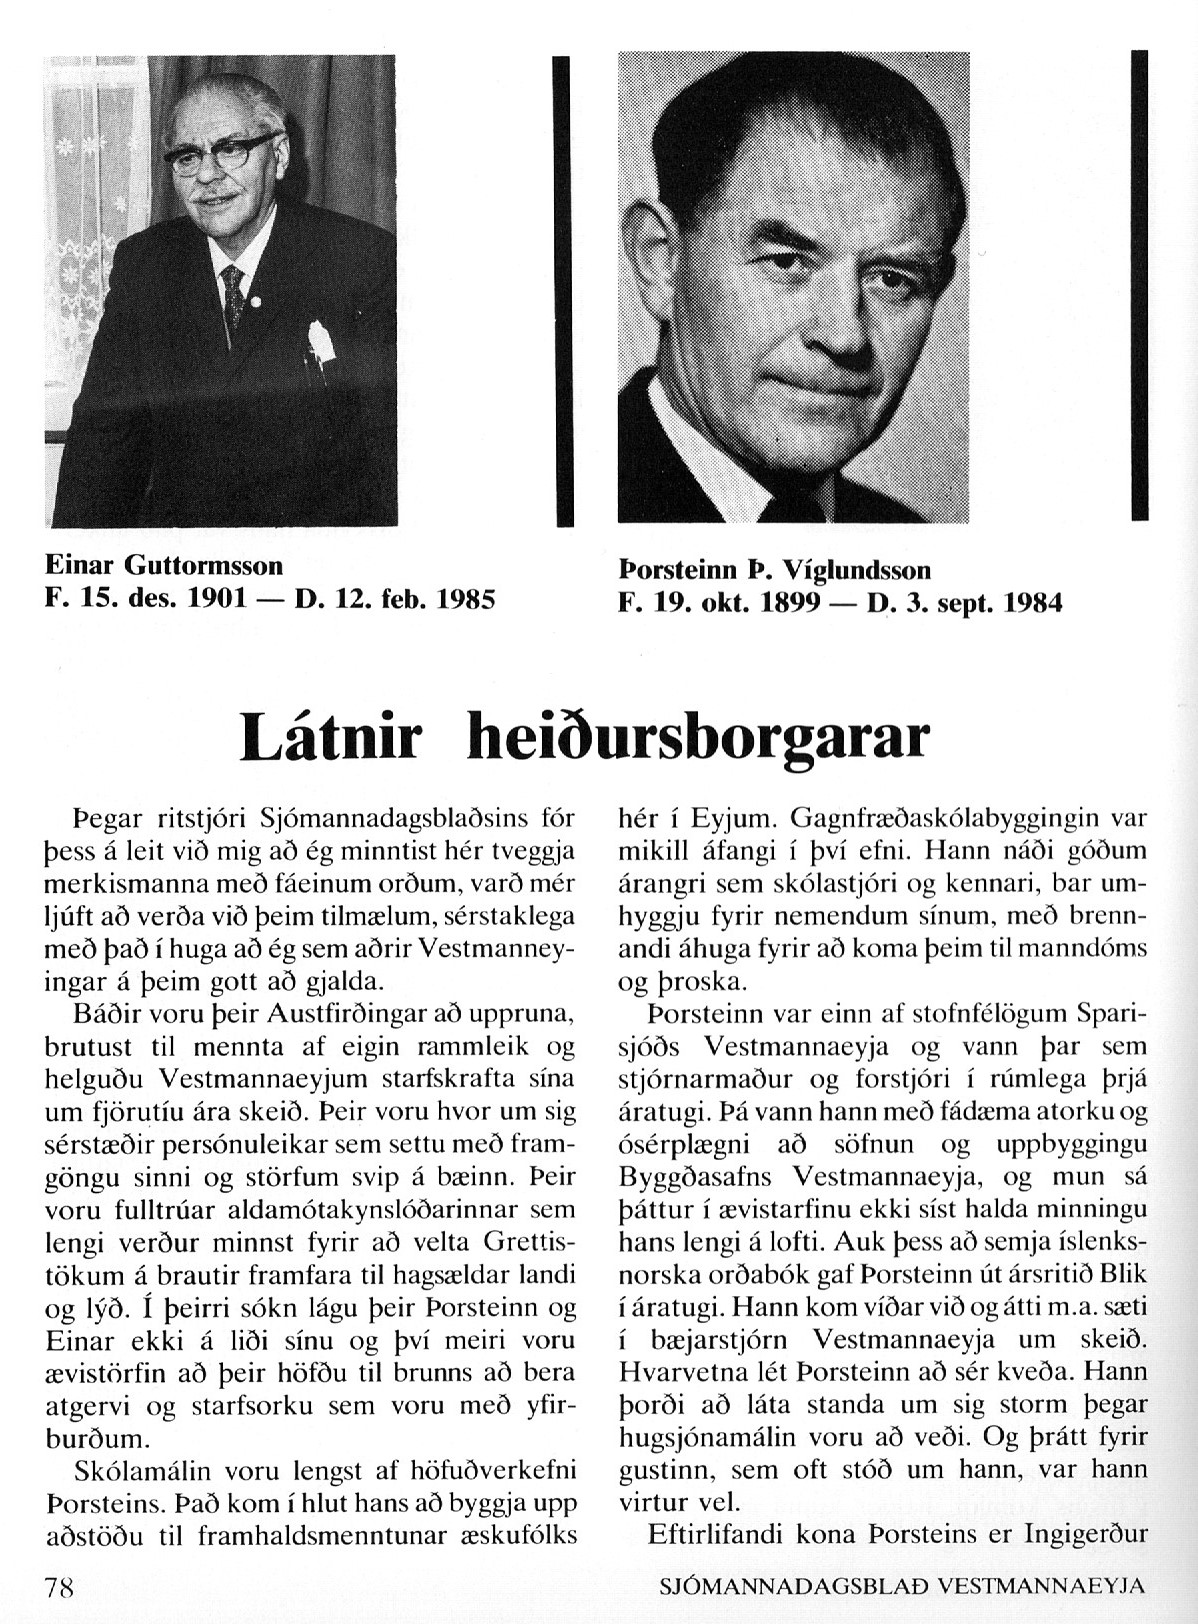 Einar Guttormsson
F. 15. des. 1901 — D. 12. feb. 1985
Þorsteinn Þ. Víglundsson
F. 19. okt. 1899 — D. 3. sept. 1984
Látnir heiðursborgarar
Þegar ritstjóri Sjómannadagsblaðsins fór
þess á leit við mig að ég minntist hér tveggja
merkismanna með fáeinum orðum, varð mér
ljúft að verða við þeim tilmælum, sérstaklega
með það í huga að ég sem aðrir Vestmanney-
ingar á þeim gott að gjalda.
Báðir voru þeir Austfirðingar að uppruna,
brutust til mennta af eigin rammleik og
helguðu Vestmannaeyjum starfskrafta sína
um fjörutíu ára skeið. Þeir voru hvor um sig
sérstæðir persónuleikar sem settu með fram-
göngu sinni og störfum svip á bæinn. Þeir
voru fulltrúar aldamótakynslóðarinnar sem
lengi verður minnst fyrir að velta Grettis-
tökum á brautir framfara til hagsældar landi
og lýð. Í þeirri sókn lágu þeir Þorsteinn og
Einar ekki á liði sínu og því meiri voru
ævistörfin að þeir höfðu til brunns að bera
atgervi og starfsorku sem voru með yfir-
burðum.
Skólamálin voru lengst af höfuðverkefni
Þorsteins. Það kom í hlut hans að byggja upp
aðstöðu til framhaldsmenntunar æskufólks
hér í Eyjum. Gagnfræðaskólabyggingin var
mikill áfangi í því efni. Hann náði góðum
árangri sem skólastjóri og kennari, bar um-
hyggju fyrir nemendum sínum, með brenn-
andi áhuga fyrir að koma þeim til manndóms
og þroska.
Þorsteinn var einn af stofnfélögum Spari-
sjóðs Vestmannaeyja og vann þar sem
stjórnarmaður og forstjóri í rúmlega þrjá
áratugi. Þá vann hann með fádæma atorku og
ósérplægni að söfnun og uppbyggingu
Byggðasafns Vestmannaeyja, og mun sá
þáttur í ævistarfinu ekki síst halda minningu
hans lengi á lofti. Auk þess að semja íslensk-
norska orðabók gaf Þorsteinn út ársritið Blik
í áratugi. Hann kom víðar við og átti m.a. sæti
í bæjarstjórn Vestmannaeyja um skeið.
Hvarvetna lét Þorsteinn að sér kveða. Hann
þorði að láta standa um sig storm þegar
hugsjónamálin voru að veði. Og þrátt fyrir
gustinn, sem oft stóð um hann, var hann
virtur vel.
Eftirlifandi kona Þorsteins er Ingigerður
78
SJÓMANNADAGSBLAÐ VESTMANNAEYJA